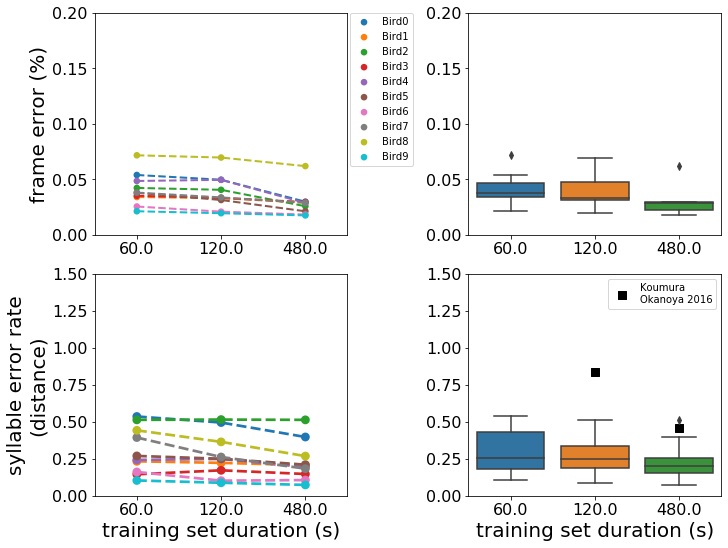 0.20
0.15
0.10
0.05
0.00
frame error (%)
60.0 120.0 480.0
Bird0
Bird1
Bird2
Bird3
Bird4
Bird5
Bird6
Bird7
Bird8
Bird9
0.20
0.15
0.10
0.05
0.00
60.0 120.0 480.0
1.50
1.25
1.00
0.75
0.50
0.25
0.00
syllable error rate
(distance)
60.0 120.0 480.0
training set duration (s)
1.50
1.25
1.00
0.75
0.50
0.25
0.00
Koumura
Okanoya 2016
60.0 120.0 480.0
training set duration (s)